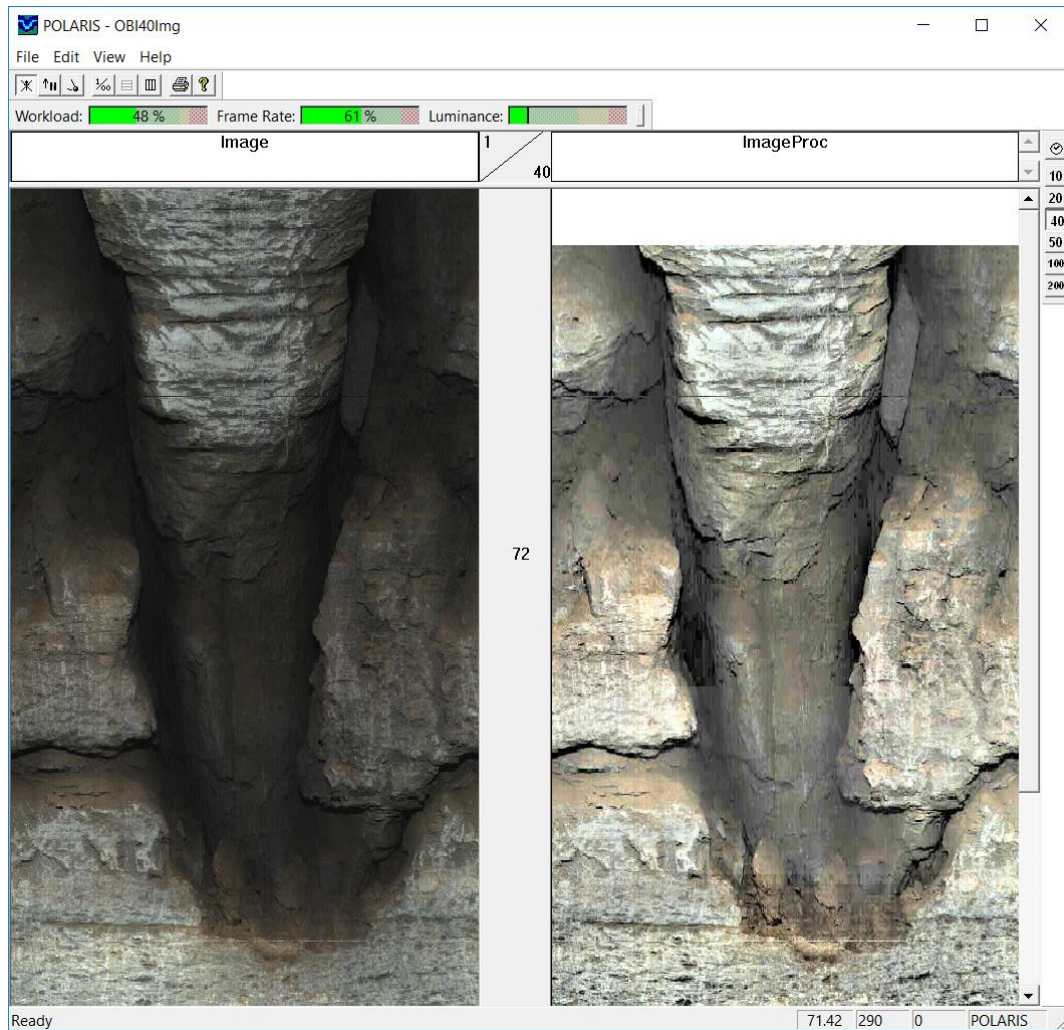 POLARIS - OBI40Img
File Edit View Help
Workload: 48 % Frame Rate: 61 % Luminance:
Image 1 40 ImageProc
10
20
40
50
100
200
72
Ready 71.42 290 0 POLARIS